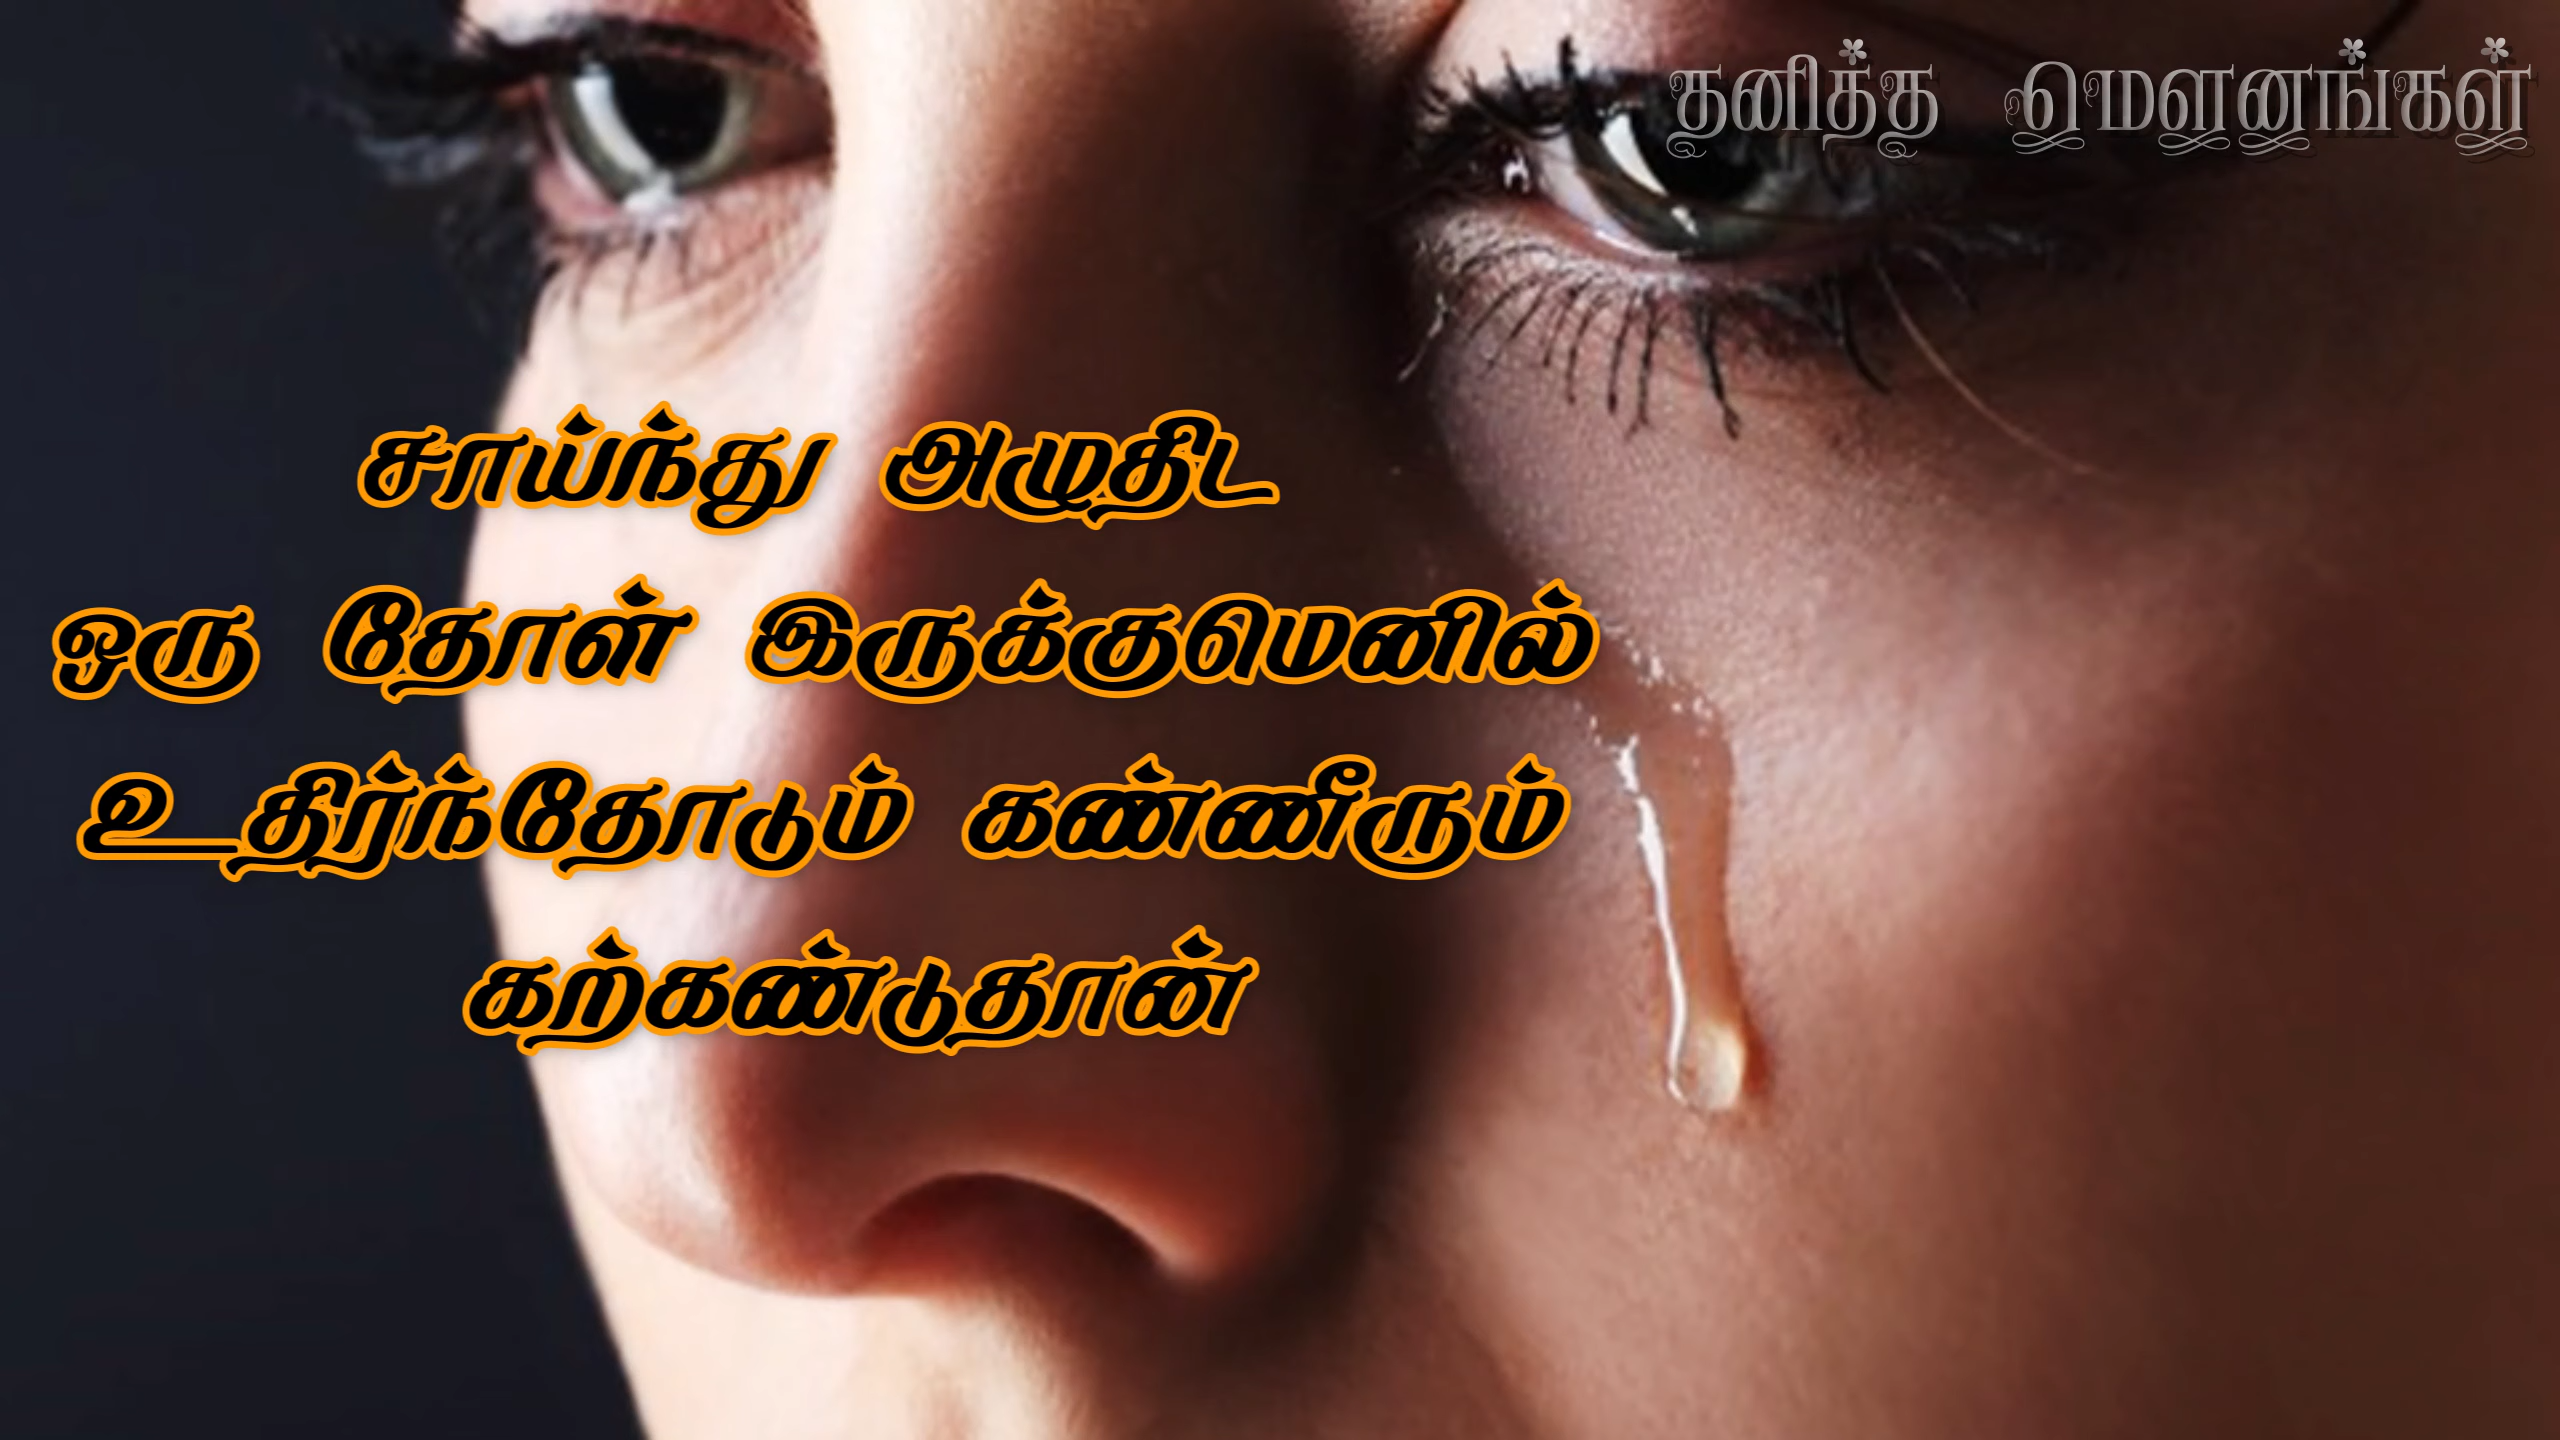 தனித்த மௌனங்கள்
சாய்ந்து அழுதிட
ஒரு தோள் இருக்குமெனில்
உதிர்ந்தோடும் கண்ணீரும்
கற்கண்டுதான்